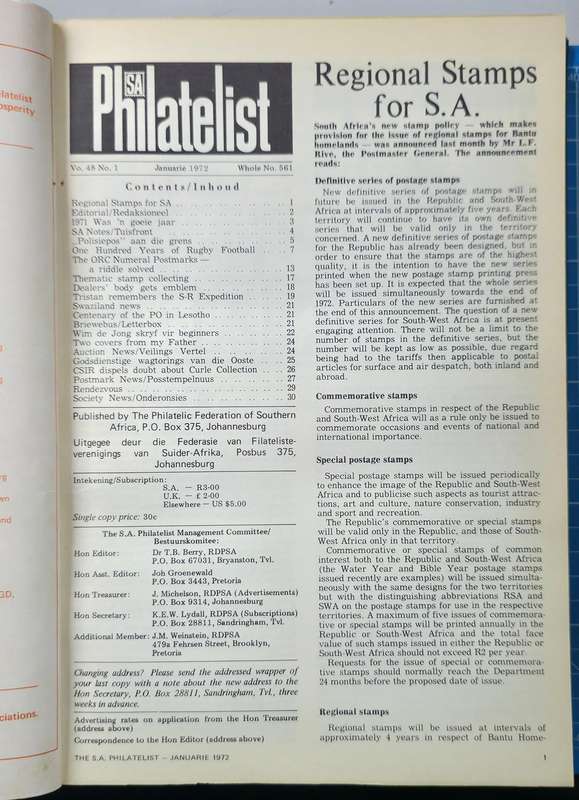 latelist
osperity
GD.
ciations.
SA
Philatelist
Vo. 48 No. 1 Januarie 1972 Whole No. 561
Contents/Inhoud
Regional Stamps for SA 1
Editorial/Redaksioneel 2
1971 Was 'n goeie jaar 3
SA Notes/Tuisfront 4
„Polisiepos" aan die grens 5
One Hundred Years of Rugby Football 7
The ORC Numeral Postmarks —
a riddle solved 13
Thematic stamp collecting 17
Dealers' body gets emblem 18
Tristan remembers the S-R Expedition 19
Swaziland news 21
Centenary of the PO in Lesotho 21
Briewebus/Letterbox 21
Wim de Jong skryf vir beginners 22
Two covers from my Father 24
Auction News/Veilings Vertel 24
Godsdienstige wagtorings van die Ooste 25
CSIR dispels doubt about Curle Collection 26
Postmark News/Posstempelnuus 27
Rendezvous 29
Society News/Onderonsies 30
Published by The Philatelic Federation of Southern
Africa, P.O. Box 375, Johannesburg
Uitgegee deur die Federasie van Filateliste-
verenigings van Suider-Afrika, Posbus 375,
Johannesburg
Intekening/Subscription:
S.A. — R3-00
U.K. — £ 2-00
Elsewhere — US $5.00
Single copy price: 30c
The S.A. Philatelist Management Committee/
Bestuurskomitee:
Hon Editor: Dr T.B. Berry, RDPSA
P.O. Box 67031, Bryanston, Tvl.
Hon Asst. Editor: Joh Groenewald
P.O. Box 3443, Pretoria
Hon Treasurer: J. Michelson, RDPSA (Advertisements)
P.O. Box 9314, Johannesburg
Hon Secretary: K.E.W. Lydall, RDPSA (Subscriptions)
P.O. Box 28811, Sandringham, Tvl.
Additional Member: J.M. Weinstein, RDPSA
479a Fehrsen Street, Brooklyn,
Pretoria
Changing address? Please send the addressed wrapper of
your last copy with a note about the new address to the
Hon Secretary, P.O. Box 28811, Sandringham, Tvl., three
weeks in advance.
Advertising rates on application from the Hon Treasurer
(address above)
Correspondence to the Hon Editor (address above)
THE S.A. PHILATELIST — JANUARIE 1972
Regional Stamps
for S.A.
South Africa's new stamp policy — which makes
provision for the issue of regional stamps for Bantu
homelands — was announced last month by Mr L.F.
Rive, the Postmaster General. The announcement
reads:
Definitive series of postage stamps
New definitive series of postage stamps will in
future be issued in the Republic and South-West
Africa at intervals of approximately five years. Each
territory will continue to have its own definitive
series that will be valid only in the territory
concerned. A new definitive series of postage stamps
for the Republic has already been designed, but in
order to ensure that the stamps are of the highest
quality, it is the intention to have the new series
printed when the new postage stamp printing press
has been set up. It is expected that the whole series
will be issued simultaneously towards the end of
1972. Particulars of the new series are furnished at
the end of this announcement. The question of a new
definitive series for South-West Africa is at present
engaging attention. There will not be a limit to the
number of stamps in the definitive series, but the
number will be kept as low as possible, due regard
being had to the tariffs then applicable to postal
articles for surface and air despatch, both inland and
abroad.
Commemorative stamps
Commemorative stamps in respect of the Republic
and South-West Africa will as a rule only be issued to
commemorate occasions and events of national and
international importance.
Special postage stamps
Special postage stamps will be issued periodically
to enhance the image of the Republic and South-West
Africa and to publicise such aspects as tourist attrac-
tions, art and culture, nature conservation, industry
and sport and recreation.
The Republic's commemorative or special stamps
will be valid only in the Republic, and those of South-
West Africa only in that territory.
Commemorative or special stamps of common
interest both to the Republic and South-West Africa
(the Water Year and Bible Year postage stamps
issued recently are examples) will be issued simulta-
neously with the same designs for the two territories
but with the distinguishing abbreviations RSA and
SWA on the postage stamps for use in the respective
territories. A maximum of five issues of commemora-
tive or special stamps will be printed annually in the
Republic or South-West Africa and the total face
value of such stamps issued in either the Republic or
South-West Africa should not exceed R2 per year.
Requests for the issue of special or commemora-
tive stamps should normally reach the Department
24 months before the proposed date of issue.
Regional stamps
Regional stamps will be issued at intervals of
approximately 4 years in respect of Bantu Home-
1